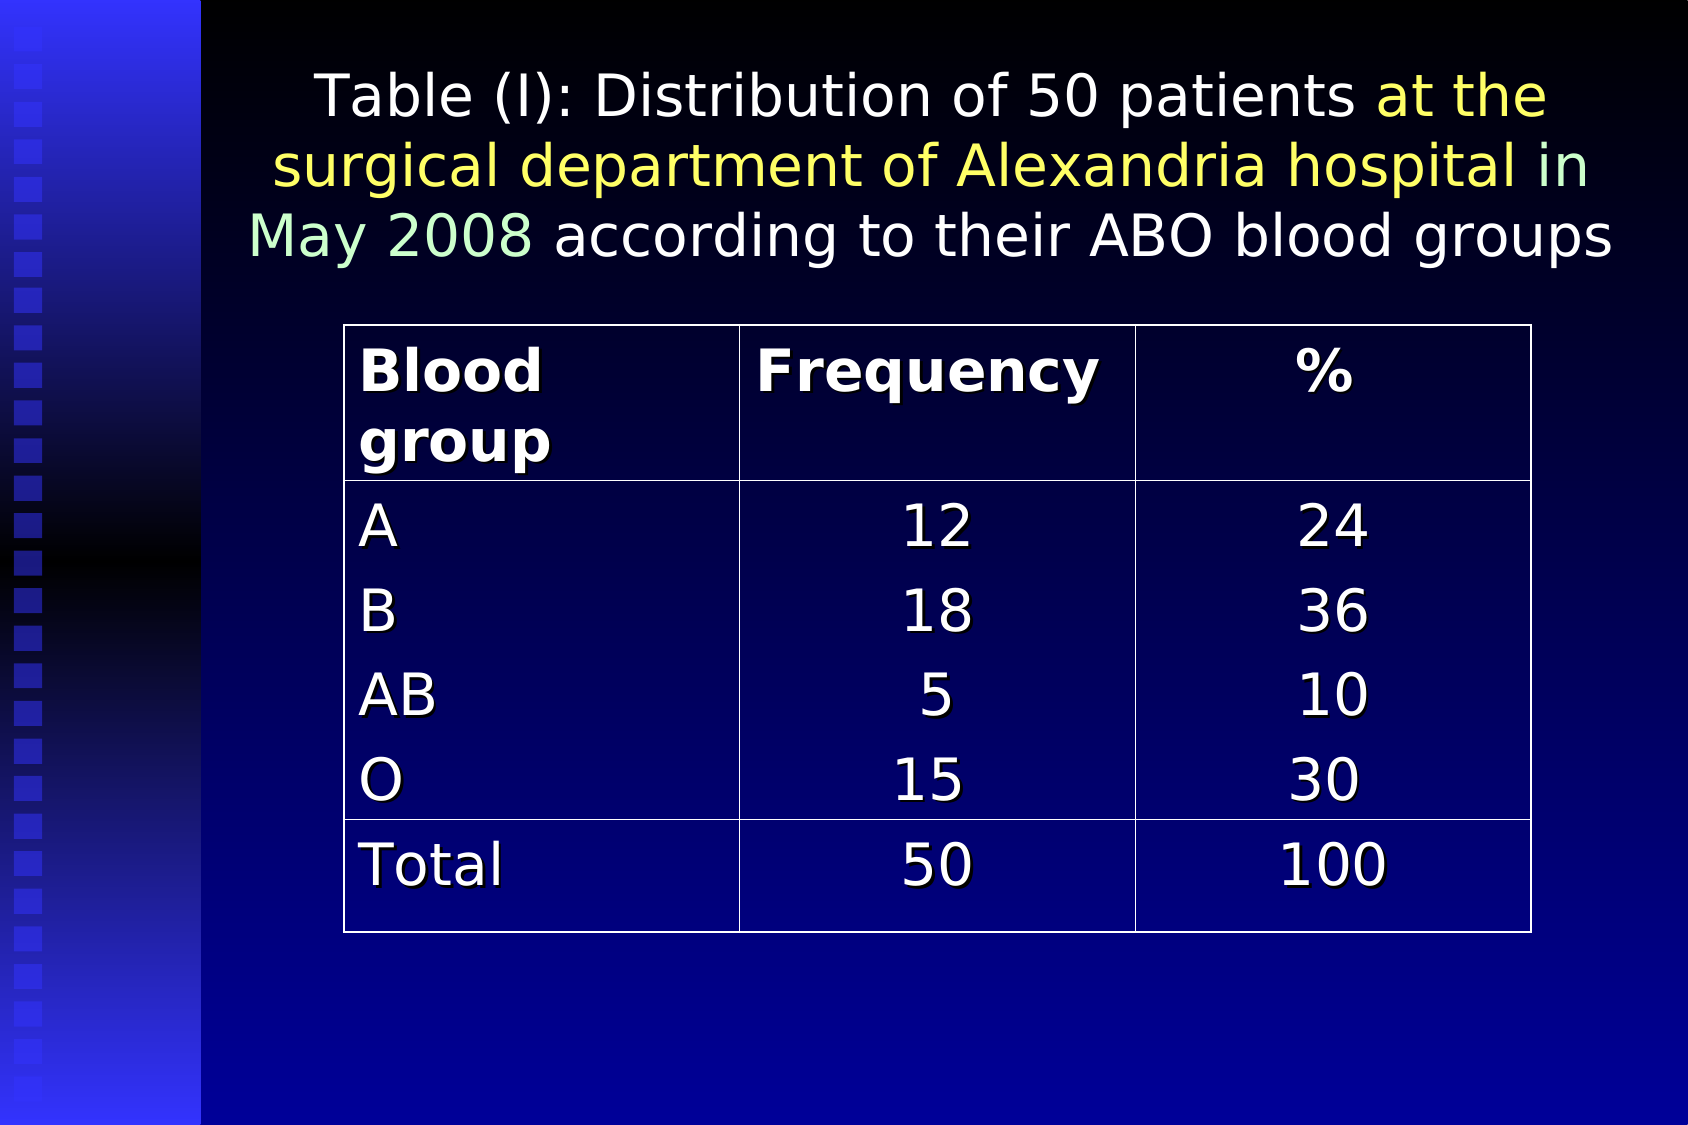 Table (I): Distribution of 50 patients at the
surgical department of Alexandria hospital in
May 2008 according to their ABO blood groups
Blood group Frequency %
A 12 24
B 18 36
AB 5 10
O 15 30
Total 50 100